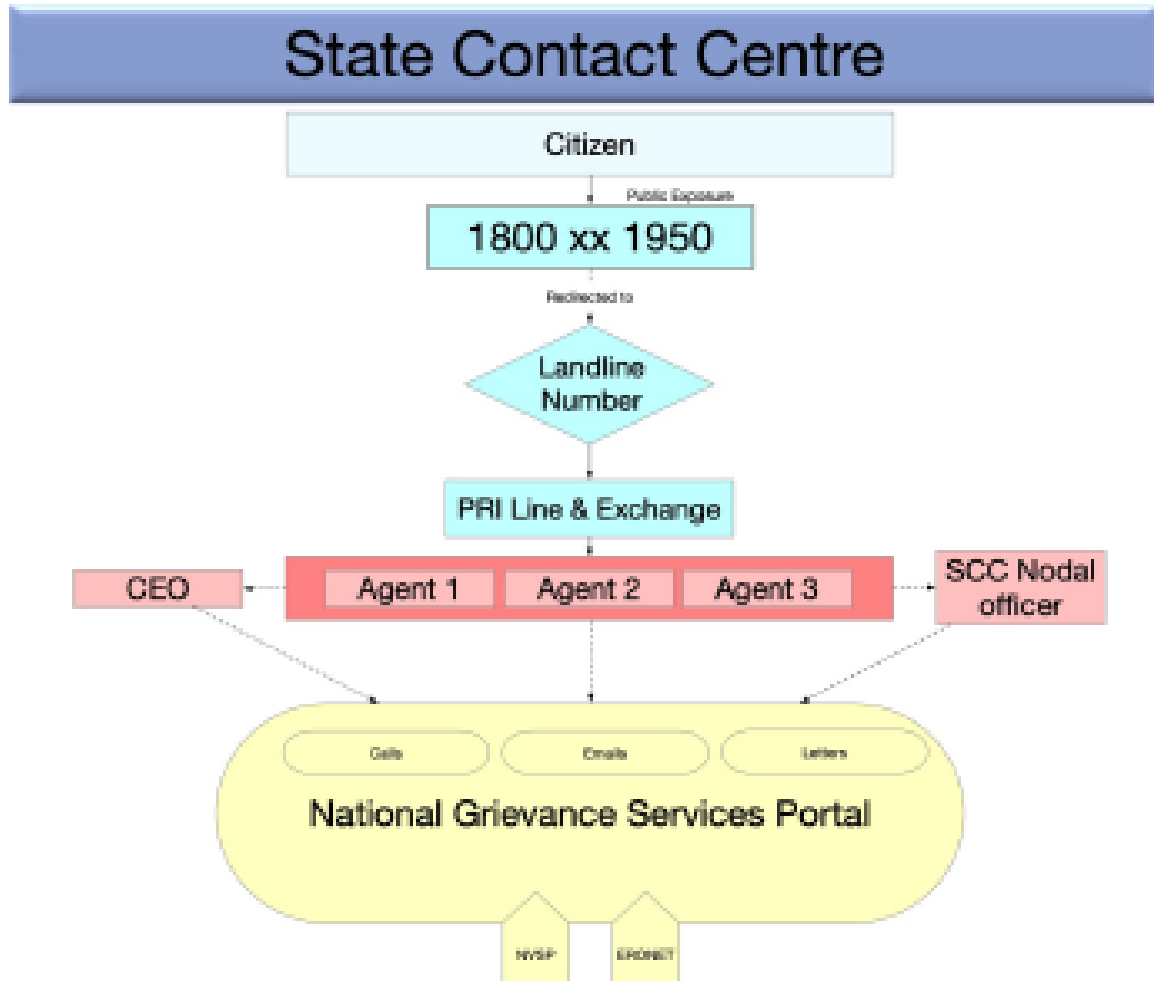 State Contact Centre
Citizen
Public Exposure
1800 xx 1950
Redirected to
Landline
Number
PRI Line & Exchange
CEO
Agent 1
Agent 2
Agent 3
SCC Nodal
officer
Calls
Emails
Letters
National Grievance Services Portal
NVSP
ERONET